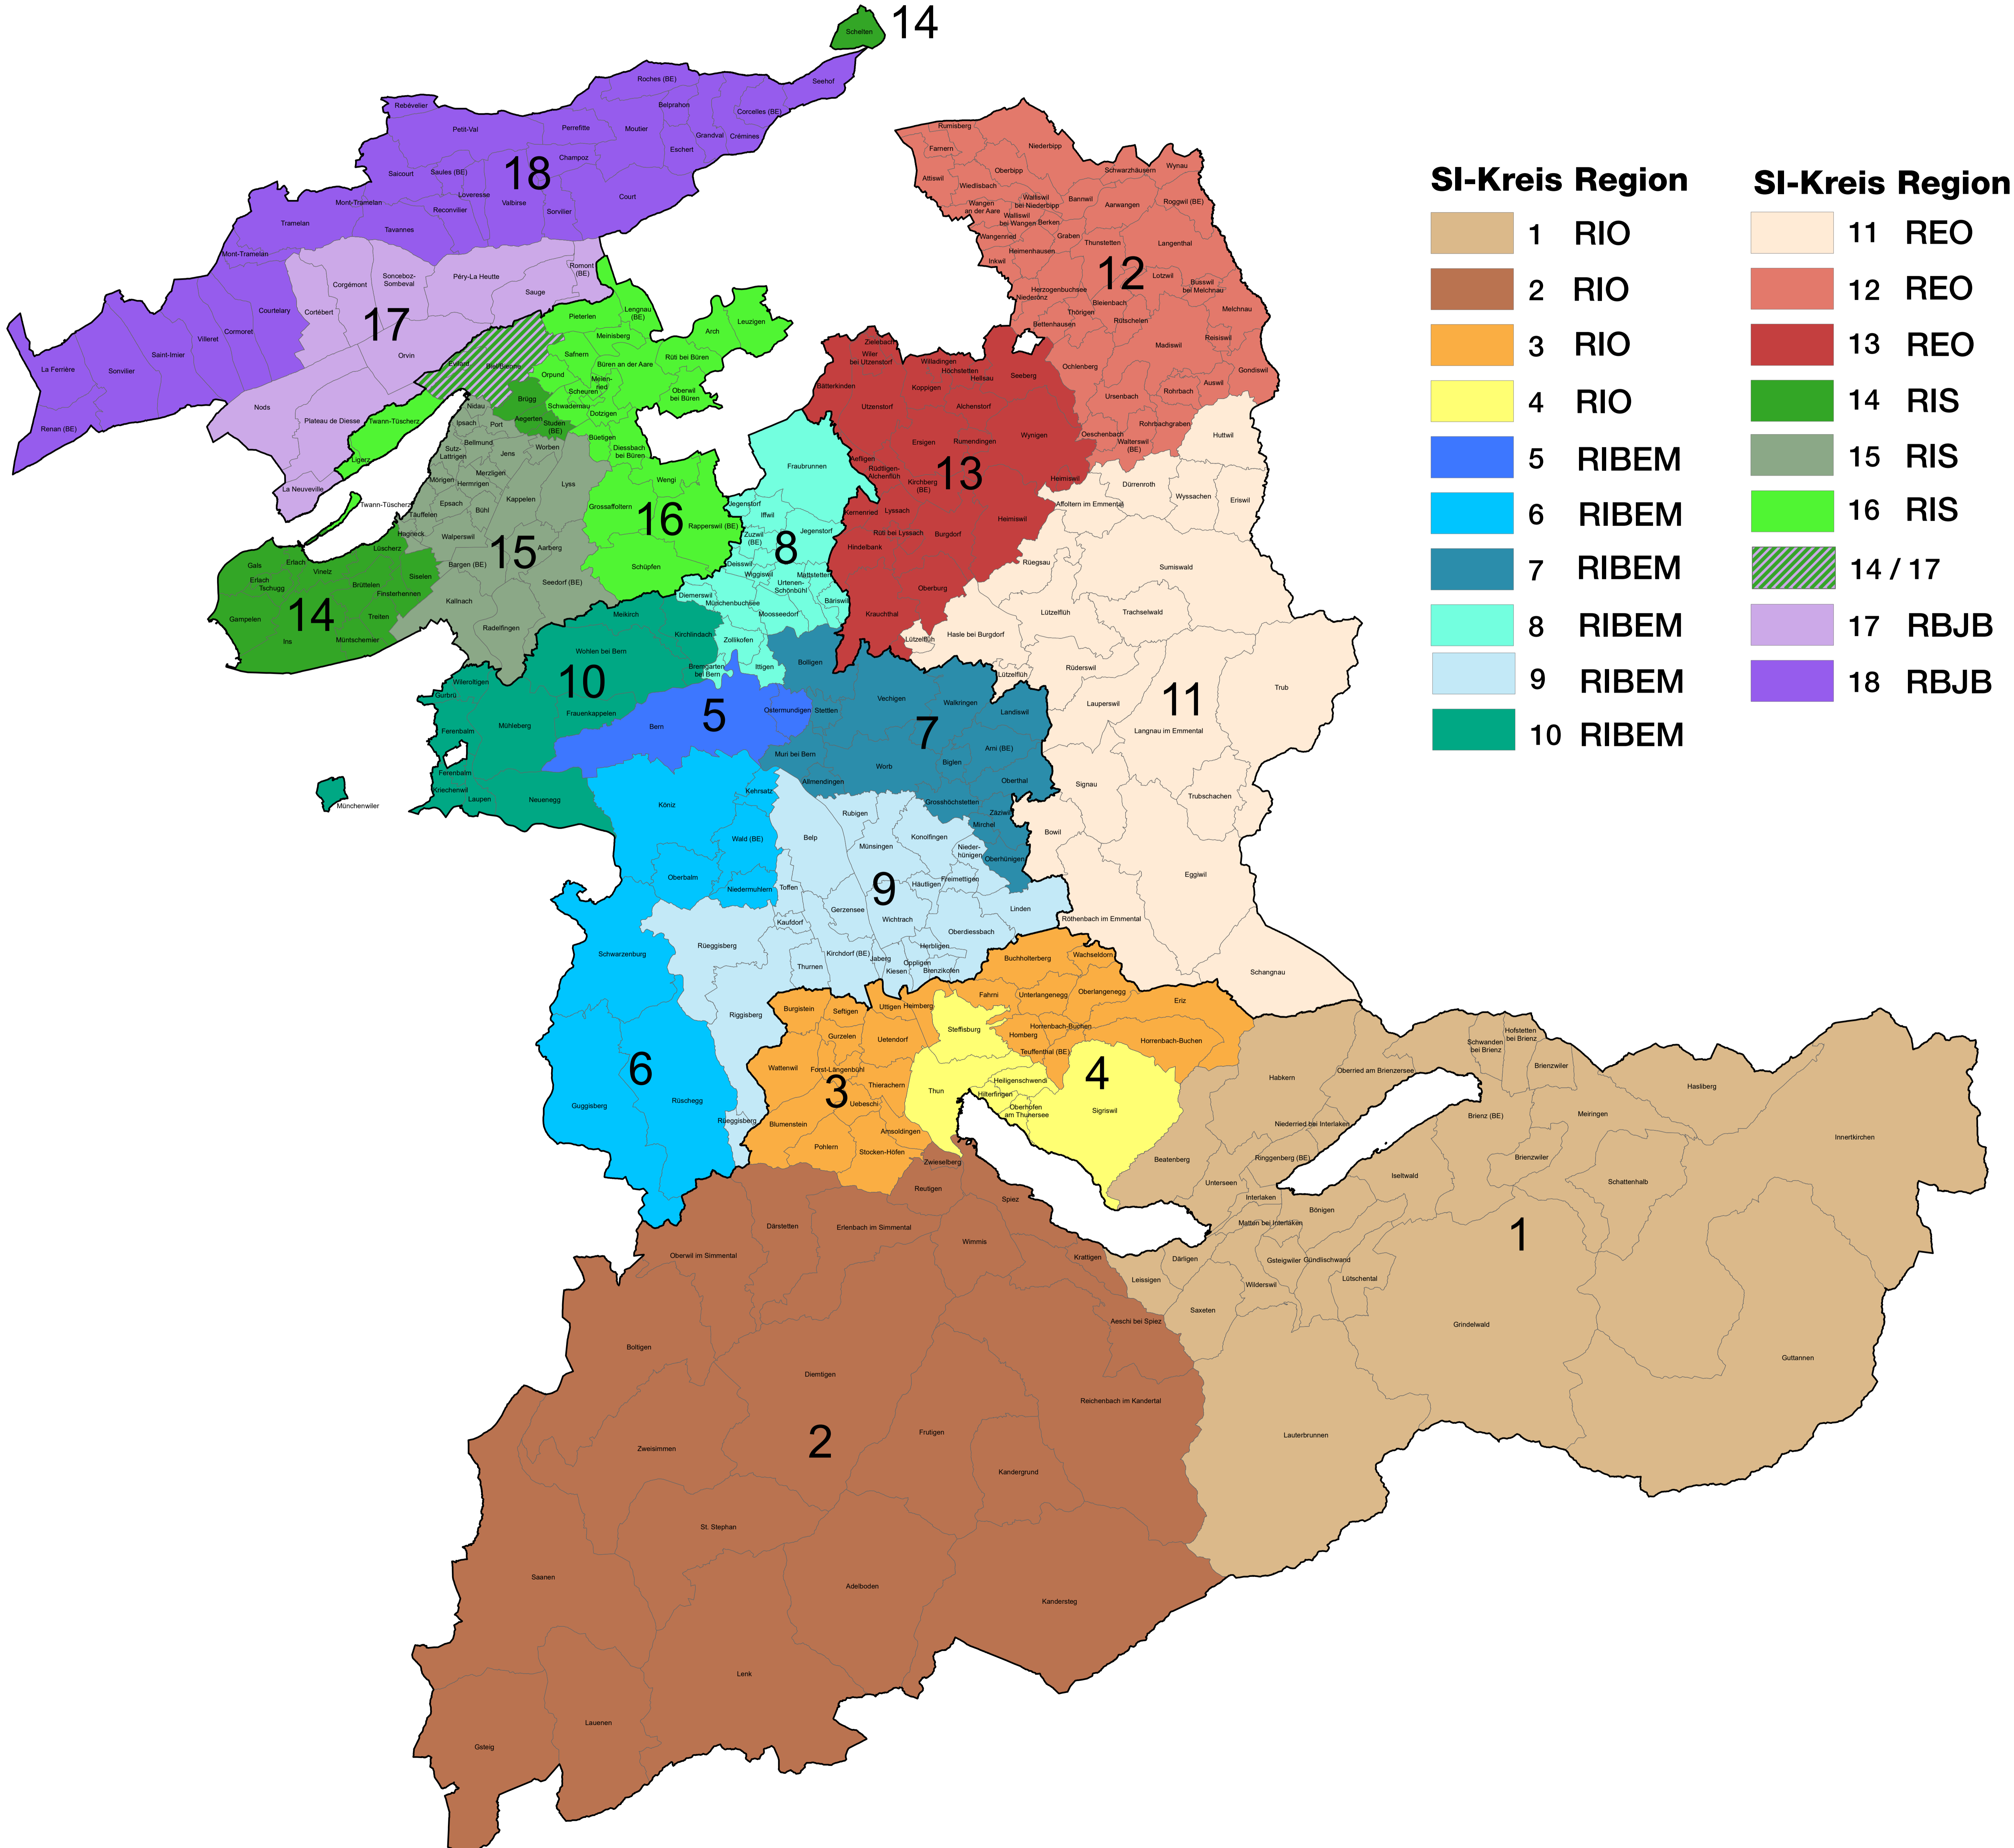 SI-Kreis Region
1 RIO
2 RIO
3 RIO
4 RIO
5 RIBEM
6 RIBEM
7 RIBEM
8 RIBEM
9 RIBEM
10 RIBEM
SI-Kreis Region
11 REO
12 REO
13 REO
14 RIS
15 RIS
16 RIS
14 / 17
17 RBJB
18 RBJB
14
Schelten
Seehof
Roches (BE)
Rebévelier
Belprahon
Corcelles (BE)
Petit-Val
Perrefitte
Moutier
Grandval
Crémines
Eschert
Champoz
18
Saicourt
Saules (BE)
Loveresse
Valbirse
Court
Mont-Tramelan
Reconvilier
Sorvilier
Tramelan
Tavannes
Mont-Tramelan
Courtelary
Cormoret
Villeret
Saint-Imier
Sonvilier
La Ferrière
Renan (BE)
Romont
(BE)
Péry-La Heutte
Sonceboz-
Sombeval
Corgémont
Sauge
Cortébert
17
Orvin
Nods
Plateau de Diesse
La Neuveville
Evilard
Biel/Bienne
Pieterlen
Lengnau
(BE)
Meinisberg
Arch
Leuzigen
Safnern
Büren an der Aare
Rüti bei Büren
Orpund
Meien-
ried
Scheuren
Oberwil
bei Büren
Schwadernau
Dotzigen
Büetigen
Diessbach
bei Büren
Twann-Tüscherz
Ligerz
Twann-Tüscherz
Wengi
Grossaffoltern
16
Rapperswil (BE)
Schüpfen
Brügg
Aegerten
Studen
(BE)
Nidau
Ipsach
Port
Bellmund
Sutz-
Lattrigen
Jens
Worben
Merzligen
Mörigen
Hermrigen
Lyss
Epsach
Kappelen
Bühl
Täuffelen
Hagneck
Walperswil
15
Aarberg
Bargen (BE)
Seedorf (BE)
Kallnach
Radelfingen
Lüscherz
Gals
Erlach
Vinelz
Erlach
Tschugg
Brüttelen
Siselen
Finsterhennen
14
Gampelen
Treiten
Ins
Müntschemier
Rumisberg
Farnern
Niederbipp
Attiswil
Oberbipp
Wiedlisbach
Schwarzhäusern
Wynau
Walliswil
bei Niederbipp
Bannwil
Aarwangen
Roggwil (BE)
Wangen
an der Aare
Walliswil
bei Wangen
Berken
Wangenried
Graben
Thunstetten
Langenthal
Heimenhausen
Inkwil
12
Lotzwil
Herzogenbuchsee
Niederönz
Busswil
bei Melchnau
Bleienbach
Thörigen
Melchnau
Bettenhausen
Rütschelen
Madiswil
Reisiswil
Ochlenberg
Gondiswil
Auswil
Rohrbach
Ursenbach
Rohrbachgraben
Oeschenbach
Walterswil
(BE)
Zielebach
Wiler
bei Utzenstorf
Willadingen
Höchstetten
Hellsau
Seeberg
Bätterkinden
Koppigen
Utzenstorf
Alchenstorf
Ersigen
Rumendingen
Wynigen
Aefligen
Rüdtligen-
Alchenflüh
Kirchberg
(BE)
13
Heimiswil
Kernenried
Lyssach
Heimiswil
Rüti bei Lyssach
Burgdorf
Hindelbank
Oberburg
Krauchthal
Fraubrunnen
Jegenstorf
Iffwil
Jegenstorf
Zuzwil
(BE)
8
Deisswil
Wiggiswil
Mattstetten
Urtenen-
Schönbühl
Diemerswil
Münchenbuchsee
Bäriswil
Moosseedorf
Zollikofen
Ittigen
Huttwil
Dürrenroth
Affoltern im Emmental
Wyssachen
Eriswil
Rüegsau
Sumiswald
Lützelflüh
Trachselwald
Lützelflüh
Hasle bei Burgdorf
Rüderswil
Lützelflüh
Trub
Lauperswil
11
Langnau im Emmental
Signau
Trubschachen
Bowil
Eggiwil
Röthenbach im Emmental
Schangnau
Meikirch
Kirchlindach
Wohlen bei Bern
Bremgarten
bei Bern
10
Wileroltigen
Gurbrü
Frauenkappelen
Mühleberg
Ferenbalm
Ferenbalm
Kriechenwil
Laupen
Neuenegg
Münchenwiler
5
Bern
Ostermundigen
Bolligen
Vechigen
Walkringen
Stettlen
Landiswil
7
Arni (BE)
Muri bei Bern
Worb
Biglen
Allmendingen
Oberthal
Grosshöchstetten
Zäziwil
Mirchel
Oberhünigen
Köniz
Kehrsatz
Wald (BE)
Oberbalm
Niedermuhlern
Schwarzenburg
6
Guggisberg
Rüschegg
Rubigen
Belp
Konolfingen
Münsingen
Nieder-
hünigen
Toffen
9
Häutligen
Freimettigen
Gerzensee
Linden
Kaufdorf
Wichtrach
Oberdiessbach
Rüeggisberg
Herbligen
Kirchdorf (BE)
Jaberg
Oppligen
Thurnen
Kiesen
Brenzikofen
Riggisberg
Rüeggisberg
Buchholterberg
Wachseldorn
Fahrni
Unterlangenegg
Oberlangenegg
Eriz
Burgistein
Seftigen
Uttigen
Heimberg
Horrenbach-Buchen
Homberg
Gurzelen
Uetendorf
Horrenbach-Buchen
Teuffenthal (BE)
Wattenwil
Forst-Längenbühl
Thierachern
3
Uebeschi
Blumenstein
Amsoldingen
Pohlern
Stocken-Höfen
Steffisburg
4
Heiligenschwendi
Thun
Hilterfingen
Oberhofen
am Thunersee
Sigriswil
Zwieselberg
Reutigen
Spiez
Därstetten
Erlenbach im Simmental
Wimmis
Oberwil im Simmental
Krattigen
Aeschi bei Spiez
Boltigen
Diemtigen
Reichenbach im Kandertal
2
Frutigen
Zweisimmen
Kandergrund
St. Stephan
Saanen
Adelboden
Kandersteg
Lenk
Lauenen
Gsteig
Schwanden
bei Brienz
Hofstetten
bei Brienz
Brienzwiler
Oberried am Brienzersee
Habkern
Hasliberg
Brienz (BE)
Meiringen
Niederried bei Interlaken
Innertkirchen
Beatenberg
Ringgenberg (BE)
Brienzwiler
Iseltwald
Unterseen
Schattenhalb
Interlaken
Bönigen
Matten bei Interlaken
1
Därligen
Gsteigwiler
Gündlischwand
Leissigen
Lütschental
Wilderswil
Saxeten
Grindelwald
Guttannen
Lauterbrunnen